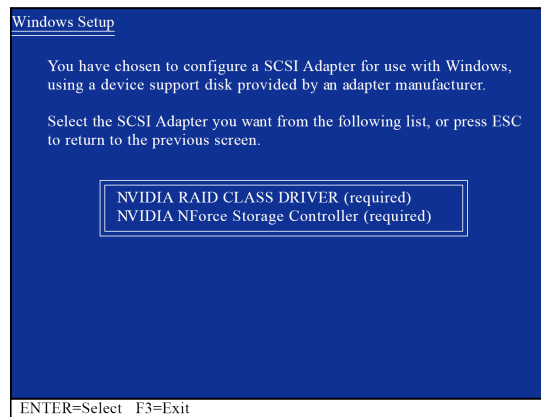 Windows Setup
You have chosen to configure a SCSI Adapter for use with Windows,
using a device support disk provided by an adapter manufacturer.
Select the SCSI Adapter you want from the following list, or press ESC
to return to the previous screen.
NVIDIA RAID CLASS DRIVER (required)
NVIDIA NForce Storage Controller (required)
ENTER=Select F3=Exit